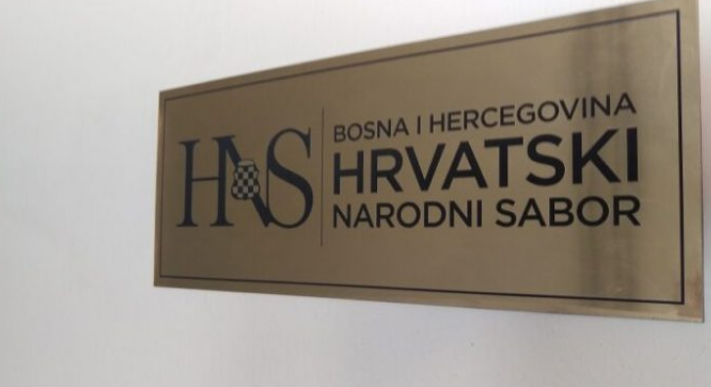 HNS
BOSNA I HERCEGOVINA
HRVATSKI
NARODNI SABOR